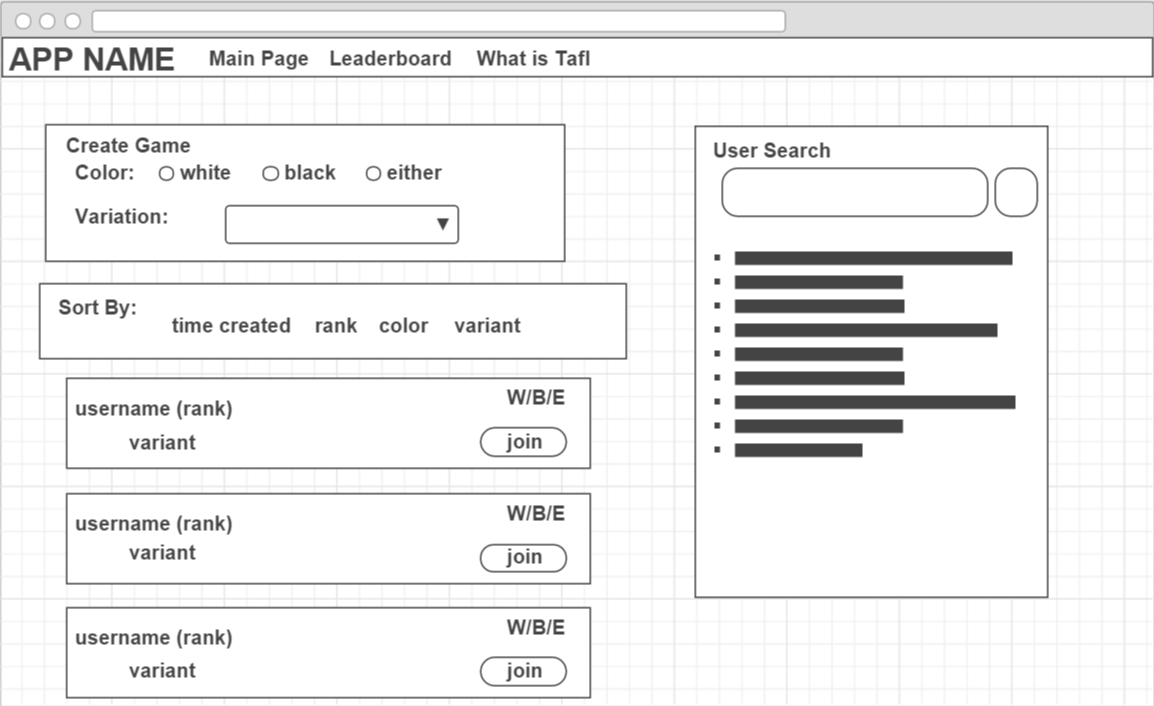 APP NAME Main Page Leaderboard What is Tafl
Create Game
Color: white black either
Variation:
Sort By:
time created rank color variant
username (rank) W/B/E
variant join
username (rank) W/B/E
variant join
username (rank) W/B/E
variant join
User Search